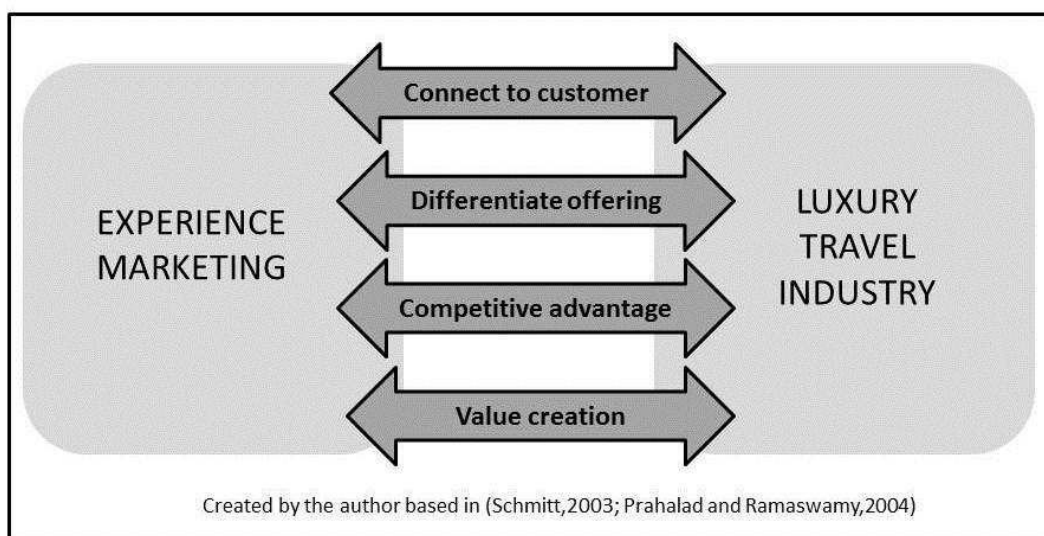 Connect to customer
Differentiate offering
EXPERIENCE
MARKETING
LUXURY
TRAVEL
INDUSTRY
Competitive advantage
Value creation
Created by the author based in (Schmitt,2003; Prahalad and Ramaswamy,2004)